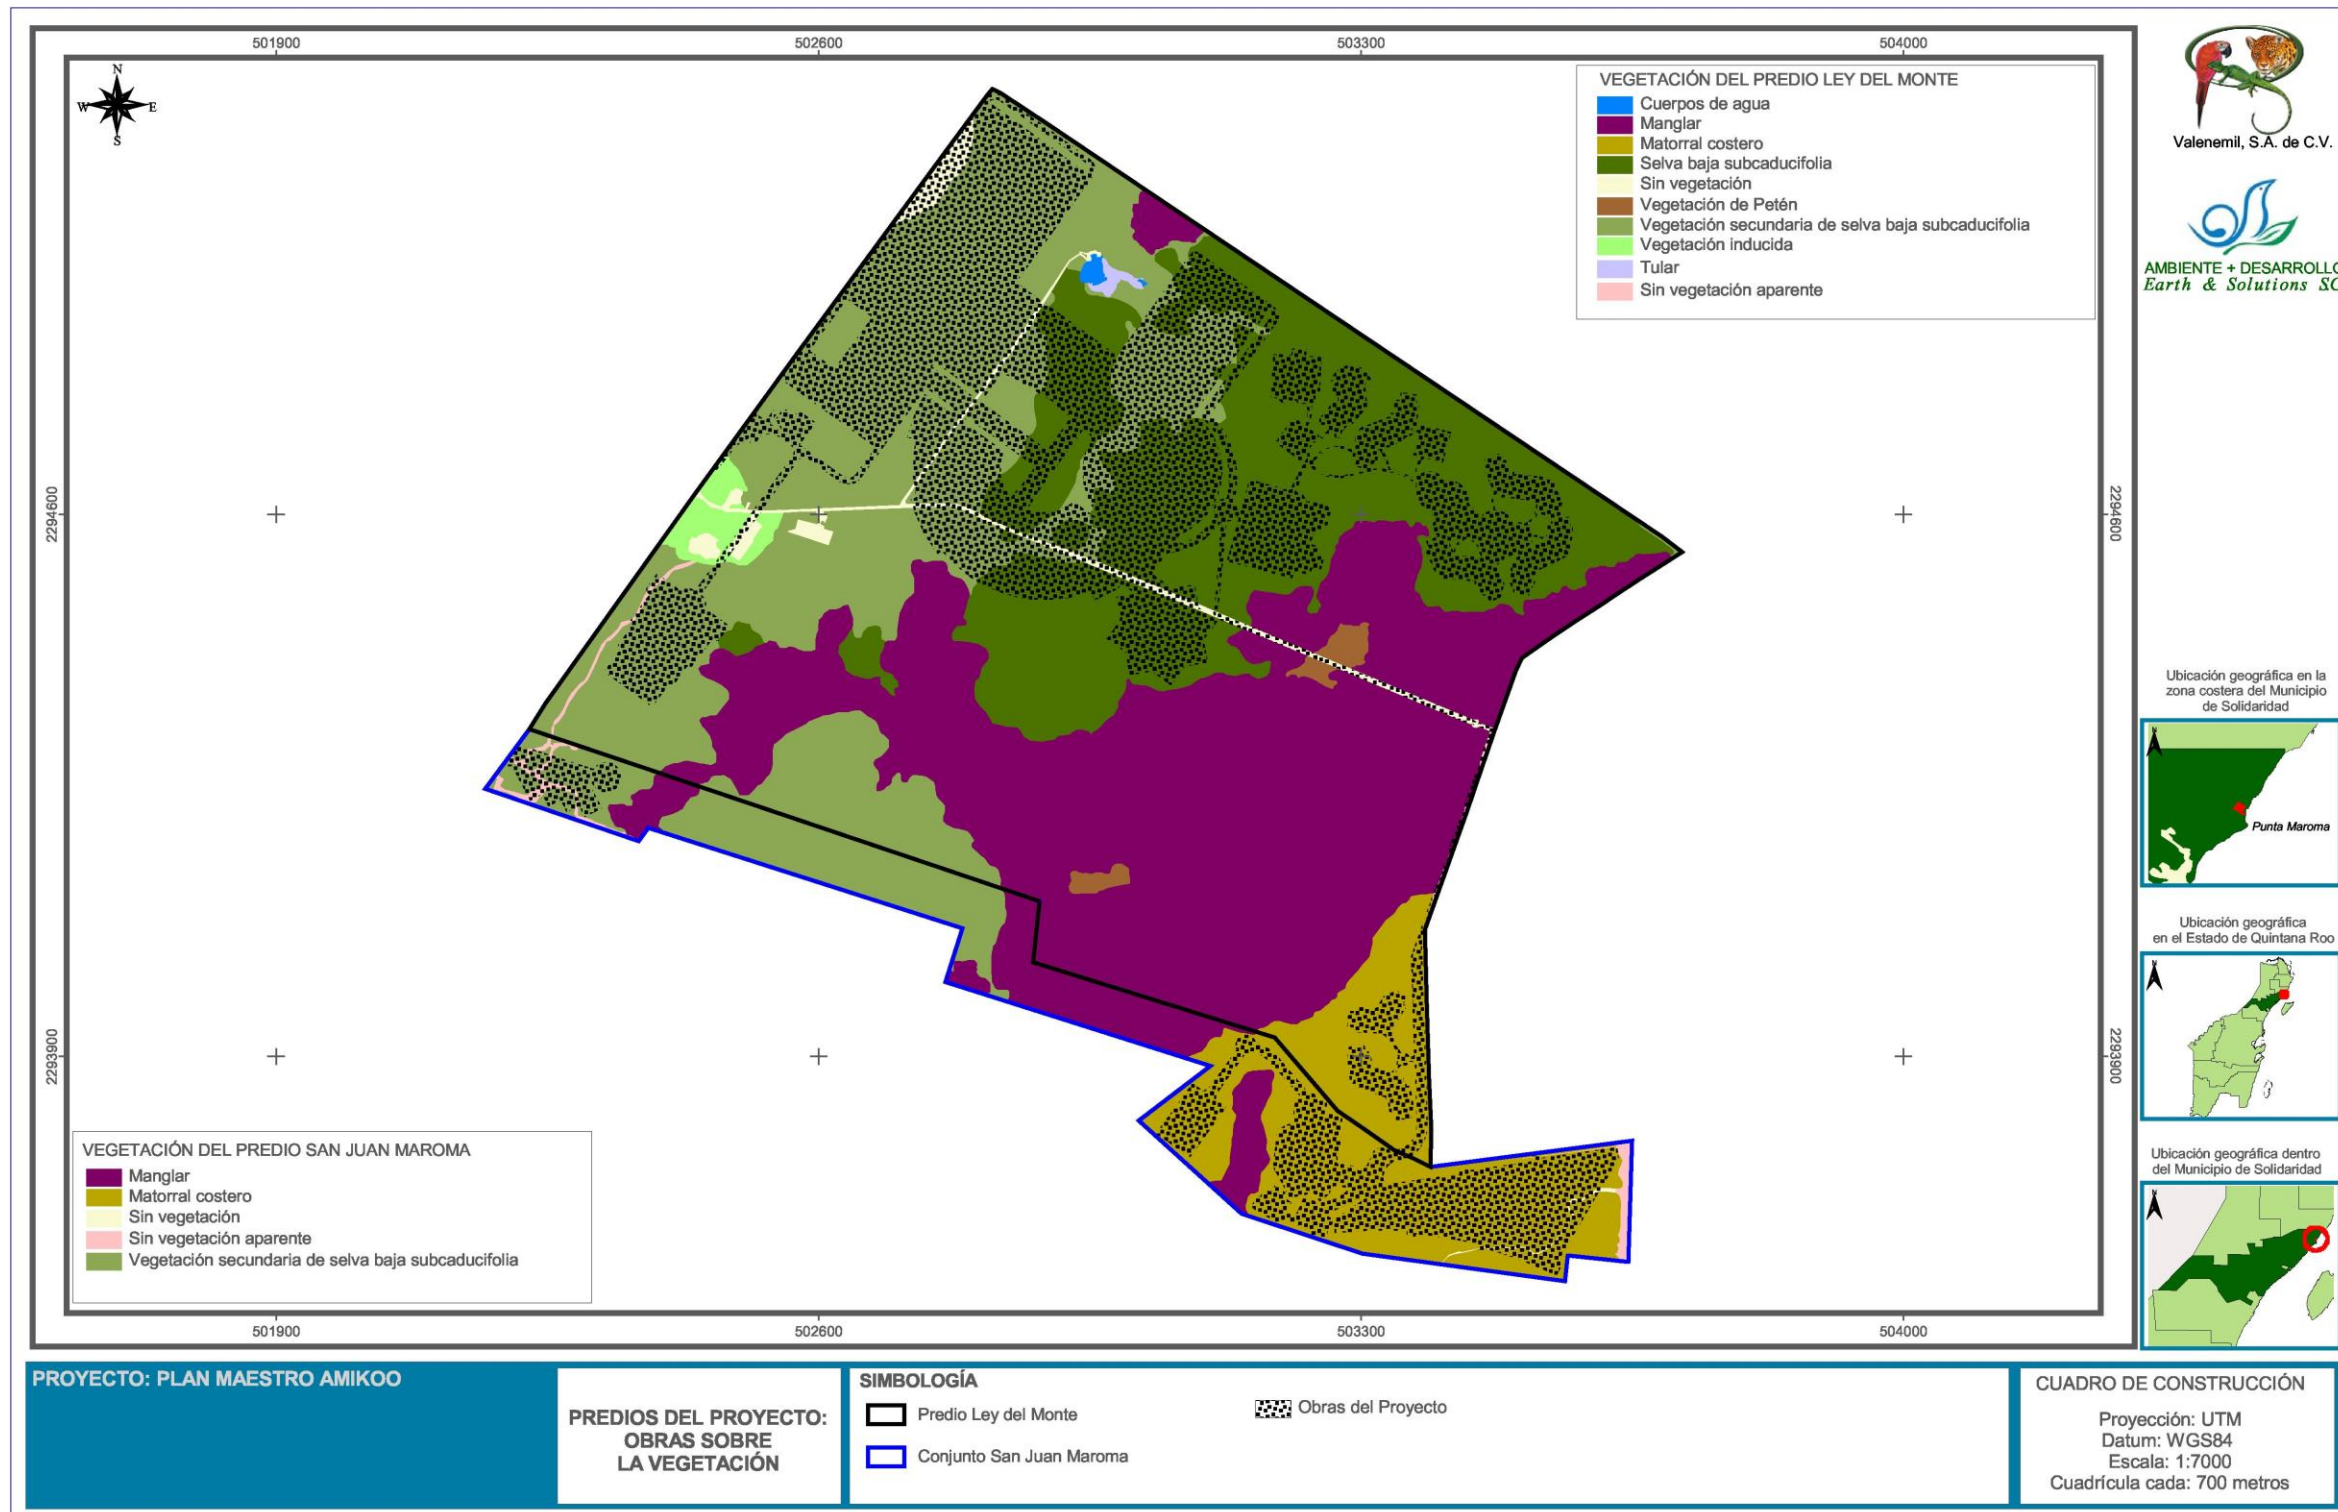 501900
502600
503300
504000
N
W
E
S
VEGETACIÓN DEL PREDIO LEY DEL MONTE
Cuerpos de agua
Manglar
Matorral costero
Selva baja subcaducifolia
Sin vegetación
Vegetación de Petén
Vegetación secundaria de selva baja subcaducifolia
Vegetación inducida
Tular
Sin vegetación aparente
Valenemil, S.A. de C.V.
AMBIENTE + DESARROLLO
Earth & Solutions SC
2294600
2294600
Ubicación geográfica en la
zona costera del Municipio
de Solidaridad
N
Punta Maroma
Ubicación geográfica
en el Estado de Quintana Roo
N
2293900
2293900
Ubicación geográfica dentro
del Municipio de Solidaridad
N
VEGETACIÓN DEL PREDIO SAN JUAN MAROMA
Manglar
Matorral costero
Sin vegetación
Sin vegetación aparente
Vegetación secundaria de selva baja subcaducifolia
501900
502600
503300
504000
PROYECTO: PLAN MAESTRO AMIKOO
PREDIOS DEL PROYECTO:
OBRAS SOBRE
LA VEGETACIÓN
SIMBOLOGÍA
Predio Ley del Monte
Obras del Proyecto
Conjunto San Juan Maroma
CUADRO DE CONSTRUCCIÓN
Proyección: UTM
Datum: WGS84
Escala: 1:7000
Cuadrícula cada: 700 metros